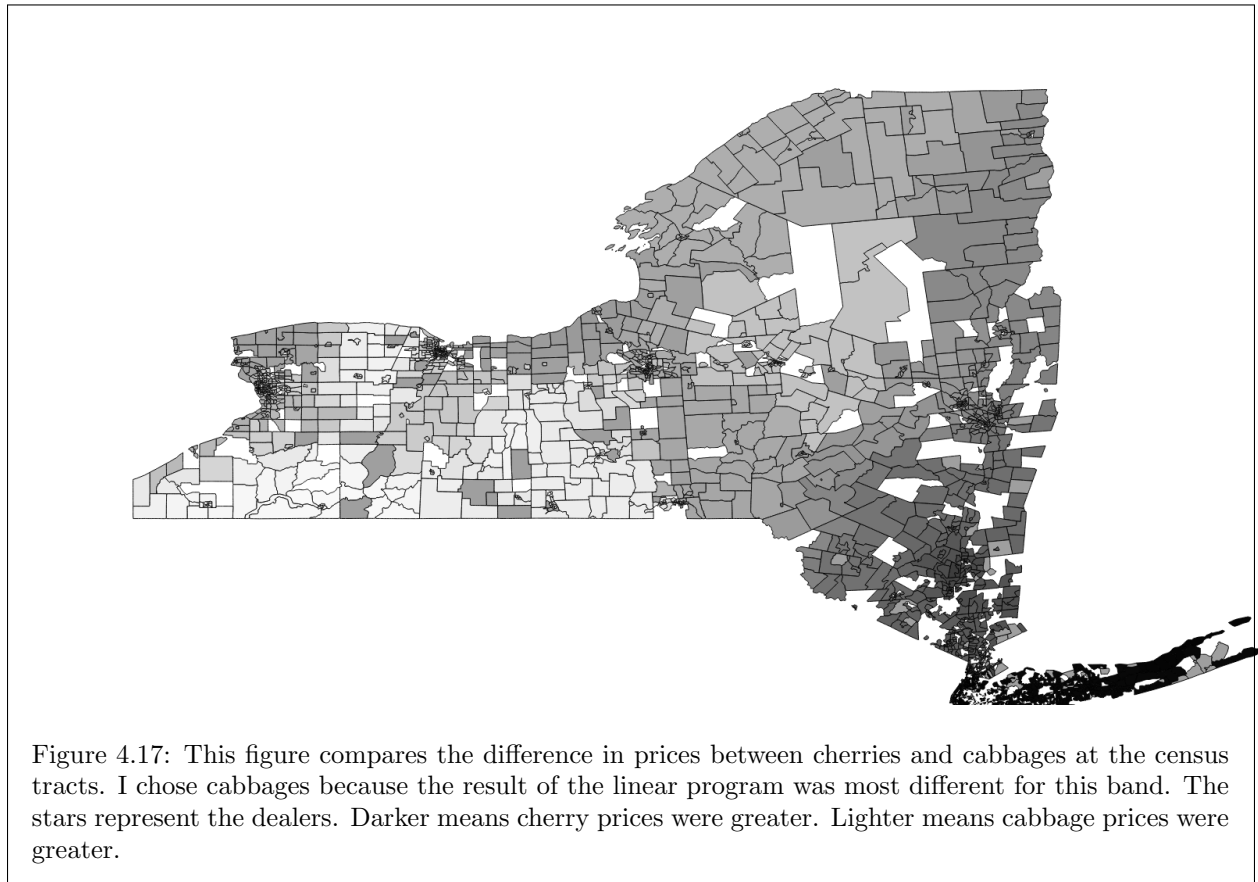 Figure 4.17: This figure compares the difference in prices between cherries and cabbages at the census
tracts. I chose cabbages because the result of the linear program was most different for this band. The
stars represent the dealers. Darker means cherry prices were greater. Lighter means cabbage prices were
greater.